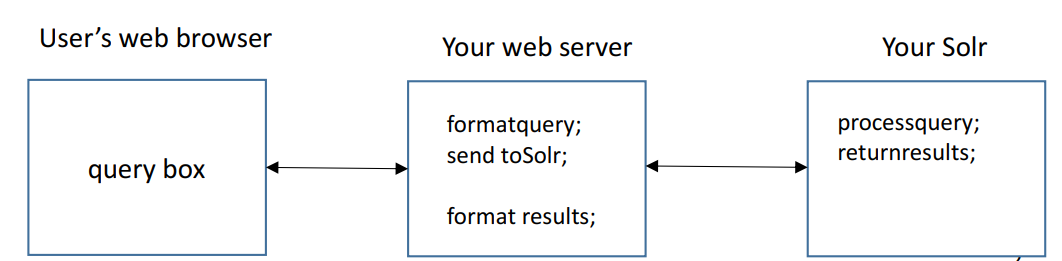 User’s web browser
Your web server
Your Solr
query box
formatquery;
send toSolr;
format results;
processquery;
returnresults;